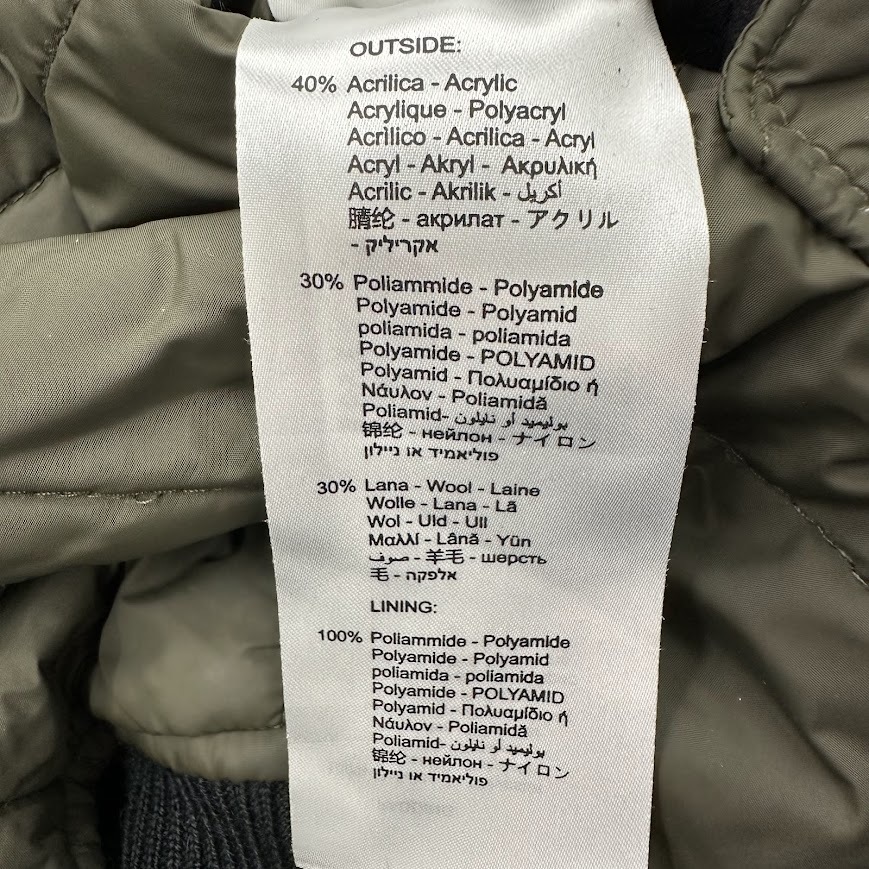 OUTSIDE:
40% Acrilica - Acrylic
Acrylique - Polyacryl
Acrìlico - Acrilica - Acryl
Acryl - Akryl - Ακρυλική
Acrilic - Akrilik - أكريل
腈纶 - акрилат - アクリル
- אקריליק
30% Poliammide - Polyamide
Polyamide - Polyamid
poliamida - poliamida
Polyamide - POLYAMID
Polyamid - Πολυαμίδιο ή
Νάυλον - Poliamidă
Poliamid- بوليميد أو نايلون
锦纶 - нейлон - ナイロン
פוליאמיד או ניילון
30% Lana - Wool - Laine
Wolle - Lana - Lã
Wol - Uld - Ull
Μαλλί - Lână - Yün
صوف - 羊毛 - шерсть
毛 - אלפקה
LINING:
100% Poliammide - Polyamide
Polyamide - Polyamid
poliamida - poliamida
Polyamide - POLYAMID
Polyamid - Πολυαμίδιο ή
Νάυλον - Poliamidă
Poliamid- بوليميد أو نايلون
锦纶 - нейлон - ナイロン
פוליאמיד או ניילון